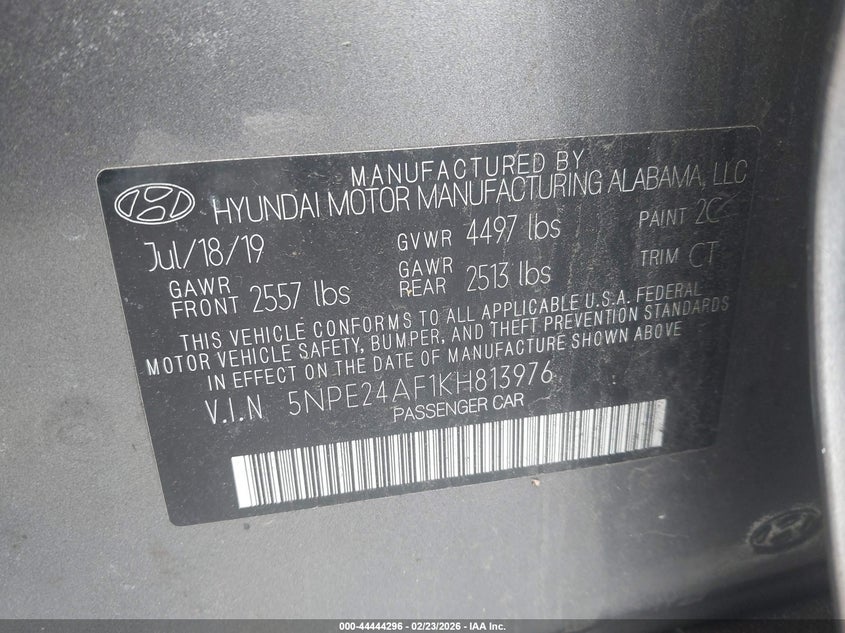 MANUFACTURED BY
HYUNDAI MOTOR MANUFACTURING ALABAMA, LLC
Jul/18/19 GVWR 4497 lbs PAINT
GAWR FRONT 2557 lbs GAWR REAR 2513 lbs TRIM CT
THIS VEHICLE CONFORMS TO ALL APPLICABLE U.S.A. FEDERAL
MOTOR VEHICLE SAFETY, BUMPER, AND THEFT PREVENTION STANDARDS
IN EFFECT ON THE DATE OF MANUFACTURE SHOWN ABOVE
V.I.N 5NPE24AF1KH813976
PASSENGER CAR
000-44444296 - 02/23/2026 - IAA Inc.